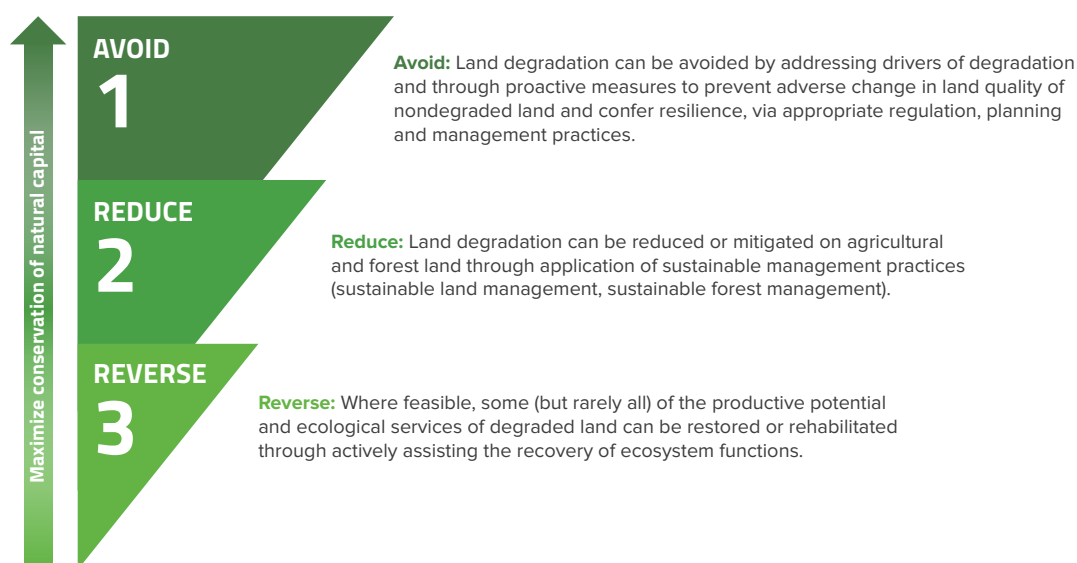 Maximize conservation of natural capital
AVOID
1
Avoid: Land degradation can be avoided by addressing drivers of degradation
and through proactive measures to prevent adverse change in land quality of
nondegraded land and confer resilience, via appropriate regulation, planning
and management practices.
REDUCE
2
Reduce: Land degradation can be reduced or mitigated on agricultural
and forest land through application of sustainable management practices
(sustainable land management, sustainable forest management).
REVERSE
3
Reverse: Where feasible, some (but rarely all) of the productive potential
and ecological services of degraded land can be restored or rehabilitated
through actively assisting the recovery of ecosystem functions.